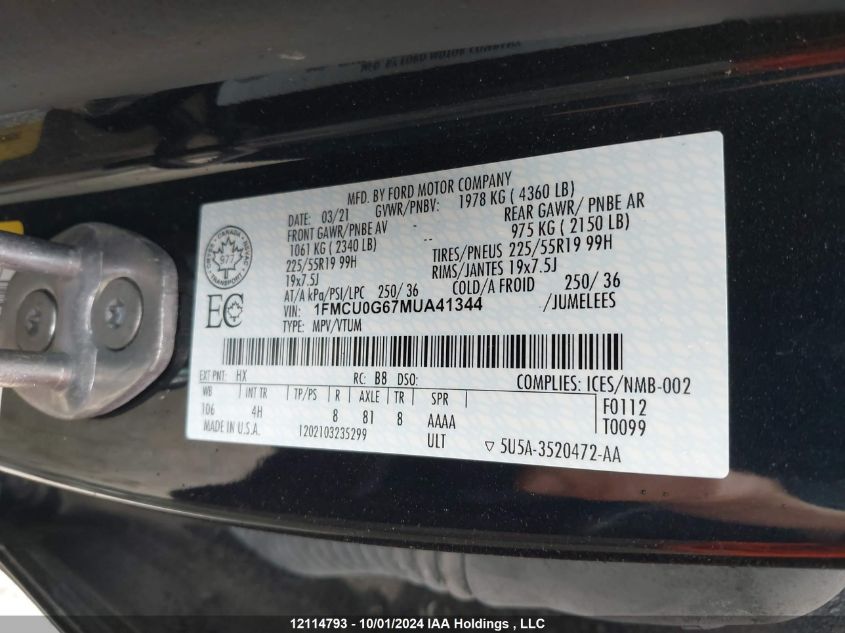 MFD. BY FORD MOTOR COMPANY
DATE: 03/21 GVWR/PNBV: 1978 KG ( 4360 LB)
FRONT GAWR/PNBE AV REAR GAWR/ PNBE AR
1061 KG ( 2340 LB) 975 KG ( 2150 LB)
225/55R19 99H TIRES/PNEUS 225/55R19 99H
19x7.5J RIMS/JANTES 19x7.5J
AT/A kPa/PSI/LPC 250/ 36 COLD/A FROID 250/ 36
VIN: 1FMCU0G67MUA41344 /JUMELEES
TYPE: MPV/VTUM
CANADA
977
TRANSPORT
EC
EXT PNT: HX RC: BB DSO: COMPLIES: ICES/NMB-002
WB INT TR TP/PS R AXLE TR SPR F0112
106 4H 8 81 8 AAAA T0099
MADE IN U.S.A. 1202103235299 ULT 5U5A-3520472-AA
12114793 - 10/01/2024 IAA Holdings , LLC